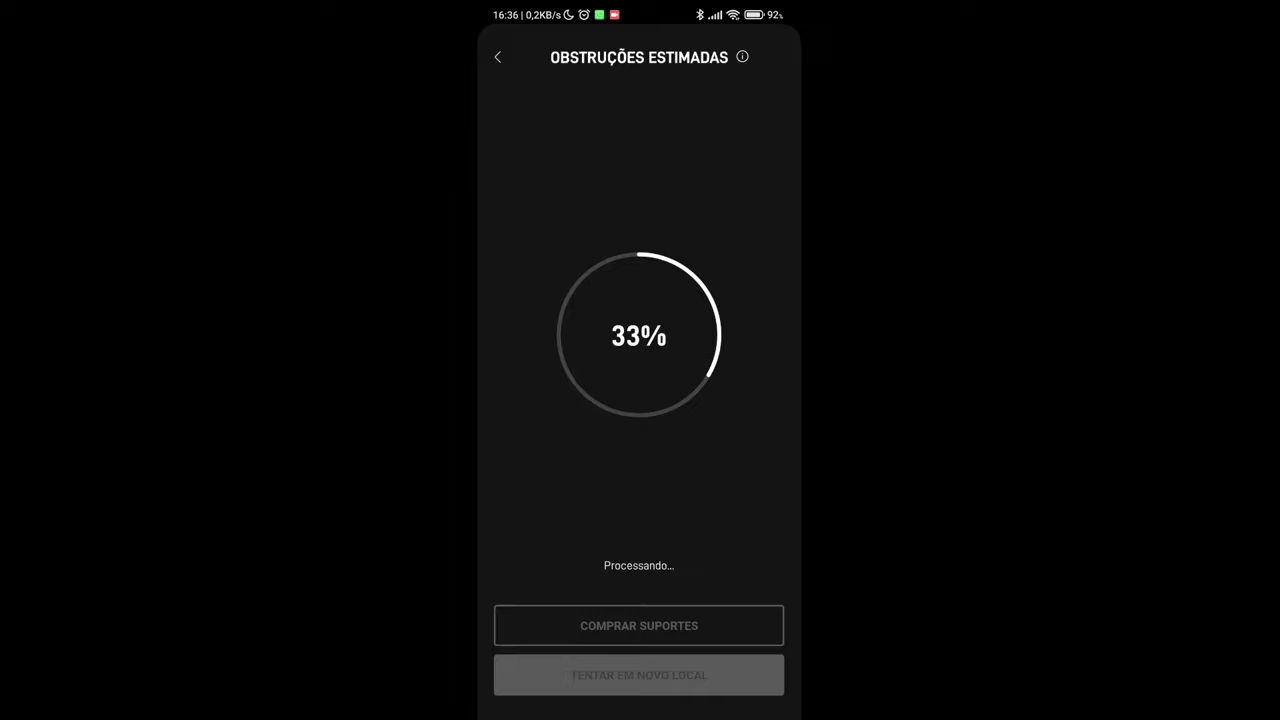 16:36 | 0,2KB/s 92%
OBSTRUÇÕES ESTIMADAS
33%
Processando...
COMPRAR SUPORTES
TENTAR EM NOVO LOCAL